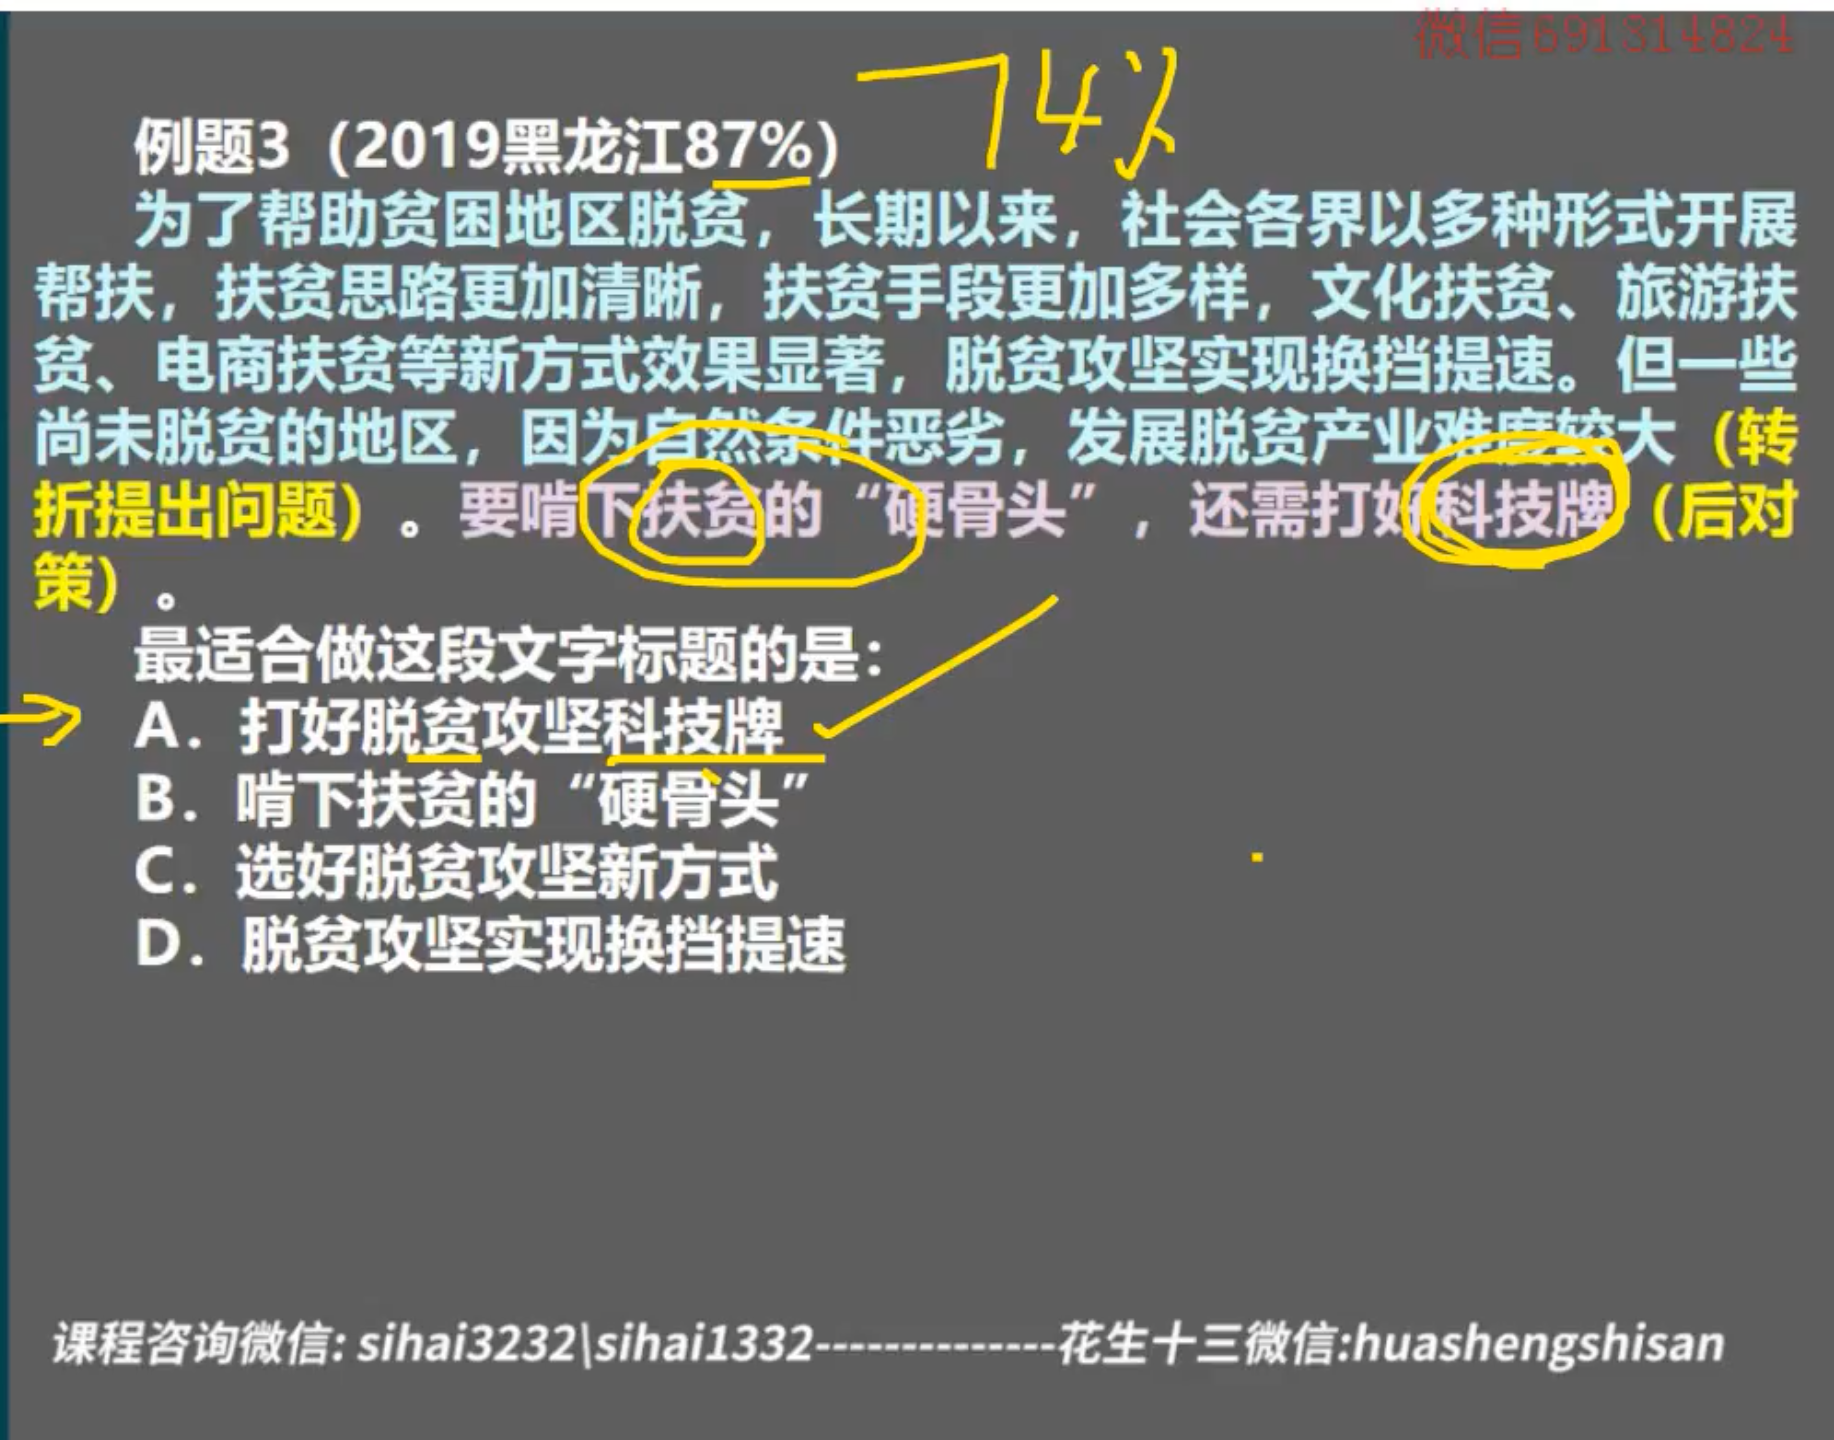 微信691314824
74%
例题3（2019黑龙江87%）
为了帮助贫困地区脱贫，长期以来，社会各界以多种形式开展
帮扶，扶贫思路更加清晰，扶贫手段更加多样，文化扶贫、旅游扶
贫、电商扶贫等新方式效果显著，脱贫攻坚实现换挡提速。但一些
尚未脱贫的地区，因为自然条件恶劣，发展脱贫产业难度较大（转
折提出问题）。要啃下扶贫的“硬骨头”，还需打好科技牌（后对
策）。
最适合做这段文字标题的是：
A．打好脱贫攻坚科技牌
B．啃下扶贫的“硬骨头”
C．选好脱贫攻坚新方式
D．脱贫攻坚实现换挡提速
课程咨询微信: sihai3232\sihai1332--------------花生十三微信:huashengshisan